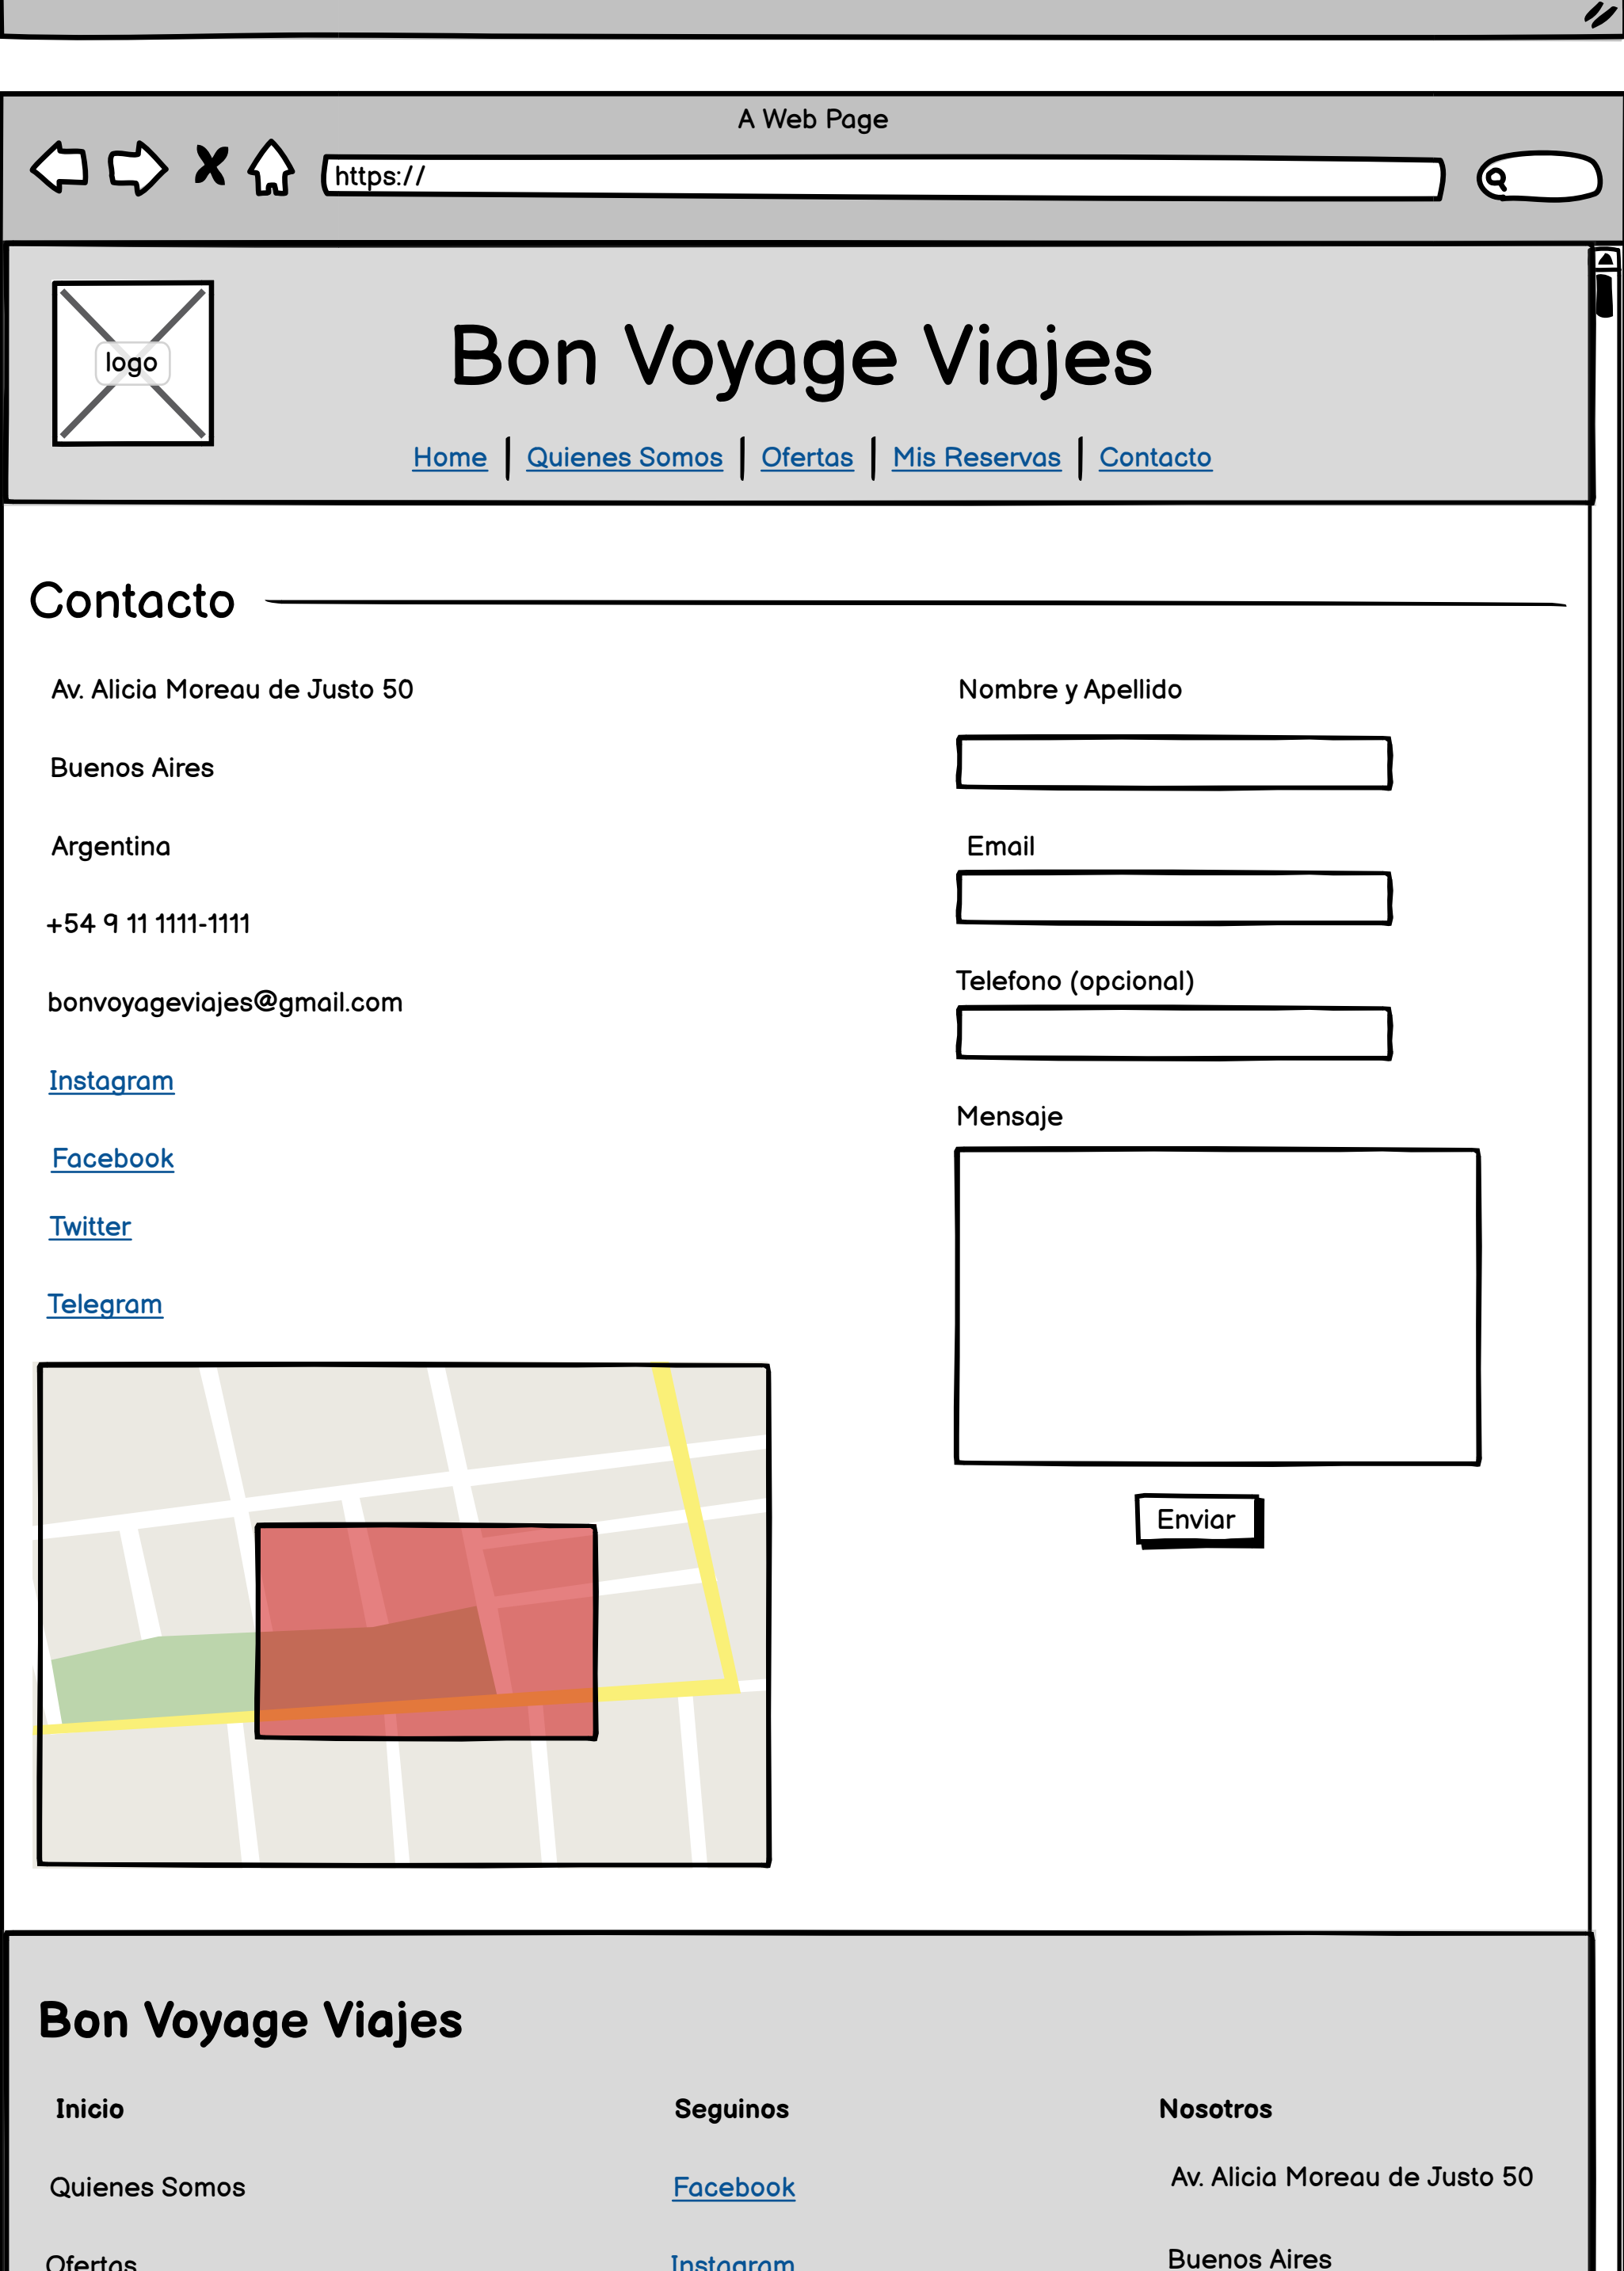 A Web Page
https://
logo
Bon Voyage Viajes
Home Quienes Somos Ofertas Mis Reservas Contacto
Contacto
Av. Alicia Moreau de Justo 50
Buenos Aires
Argentina
+54 9 11 1111-1111
bonvoyageviajes@gmail.com
Instagram
Facebook
Twitter
Telegram
Nombre y Apellido
Email
Telefono (opcional)
Mensaje
Enviar
Bon Voyage Viajes
Inicio
Quienes Somos
Ofertas
Seguinos
Facebook
Instagram
Nosotros
Av. Alicia Moreau de Justo 50
Buenos Aires